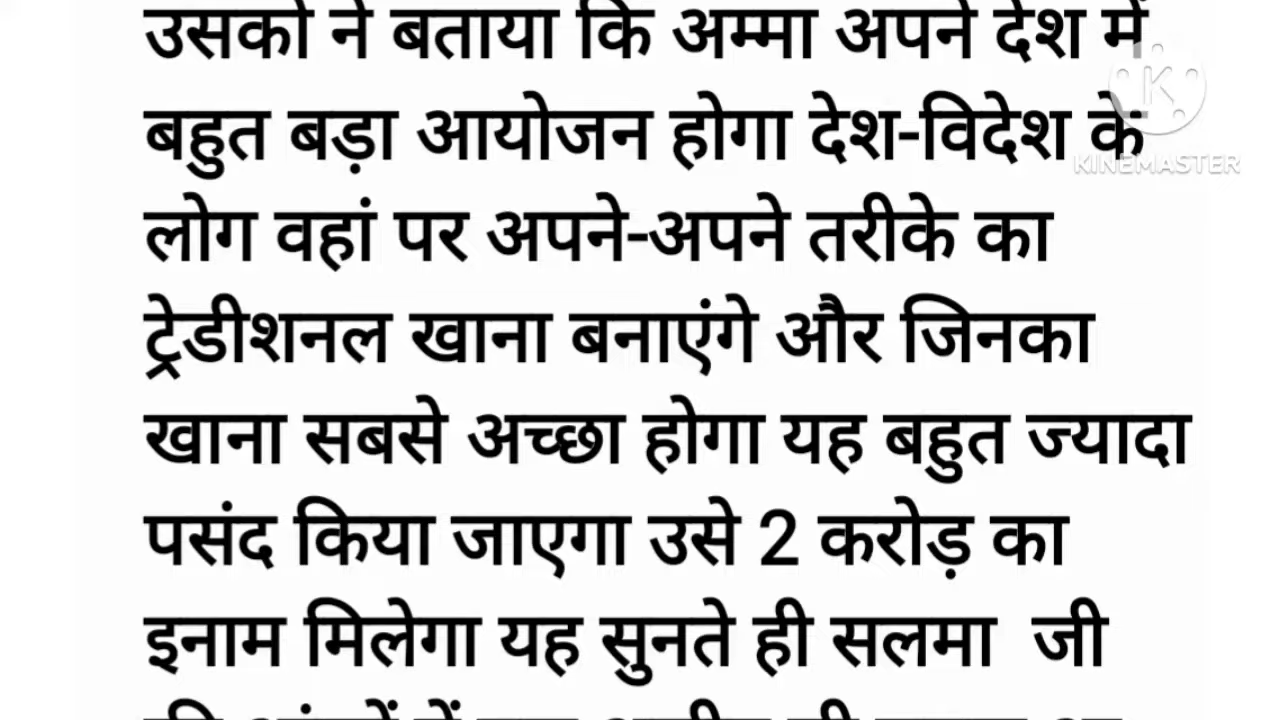 उसको ने बताया कि अम्मा अपने देश में
बहुत बड़ा आयोजन होगा देश-विदेश के
KINEMASTER
लोग वहां पर अपने-अपने तरीके का
ट्रेडीशनल खाना बनाएंगे और जिनका
खाना सबसे अच्छा होगा यह बहुत ज्यादा
पसंद किया जाएगा उसे 2 करोड़ का
इनाम मिलेगा यह सुनते ही सलमा जी